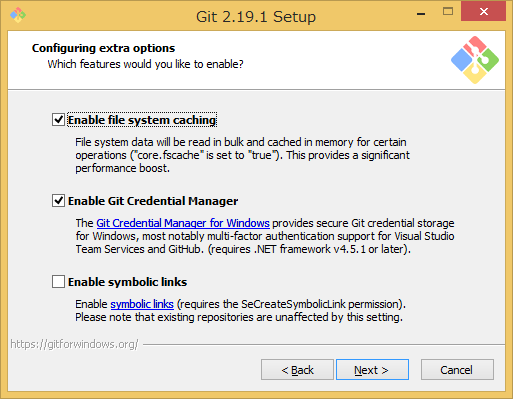 Git 2.19.1 Setup
Configuring extra options
Which features would you like to enable?
Enable file system caching
File system data will be read in bulk and cached in memory for certain
operations ("core.fscache" is set to "true"). This provides a significant
performance boost.
Enable Git Credential Manager
The Git Credential Manager for Windows provides secure Git credential storage
for Windows, most notably multi-factor authentication support for Visual Studio
Team Services and GitHub. (requires .NET framework v4.5.1 or later).
Enable symbolic links
Enable symbolic links (requires the SeCreateSymbolicLink permission).
Please note that existing repositories are unaffected by this setting.
https://gitforwindows.org/
< Back
Next >
Cancel